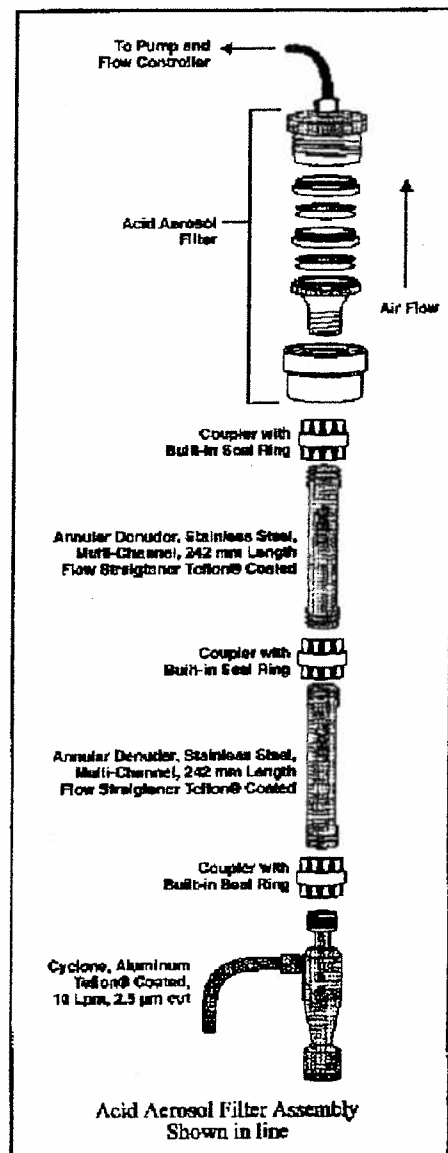 To Pump and
Flow Controller
Acid Aerosol
Filter
Air Flow
Coupler with
Built-in Seal Ring
Annular Denuder, Stainless Steel,
Multi-Channel, 242 mm Length
Flow Straigtener Teflon® Coated
Coupler with
Built-in Seal Ring
Annular Denuder, Stainless Steel,
Multi-Channel, 242 mm Length
Flow Straigtener Teflon® Coated
Coupler with
Built-in Seal Ring
Cyclone, Aluminum
Teflon® Coated,
10 Lpm, 2.5 µm cut
Acid Aerosol Filter Assembly
Shown in line